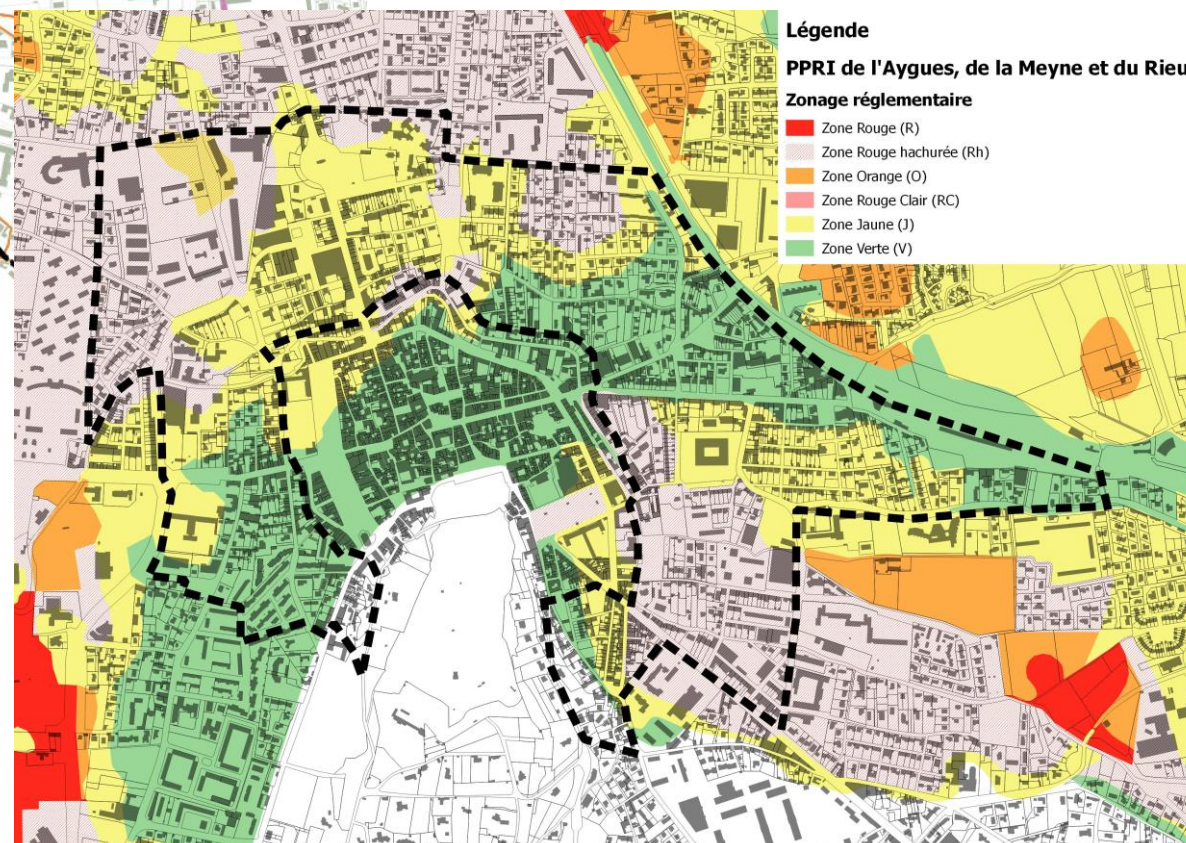 Légende
PPRI de l'Aygues, de la Meyne et du Rieu
Zonage réglementaire
Zone Rouge (R)
Zone Rouge hachurée (Rh)
Zone Orange (O)
Zone Rouge Clair (RC)
Zone Jaune (J)
Zone Verte (V)